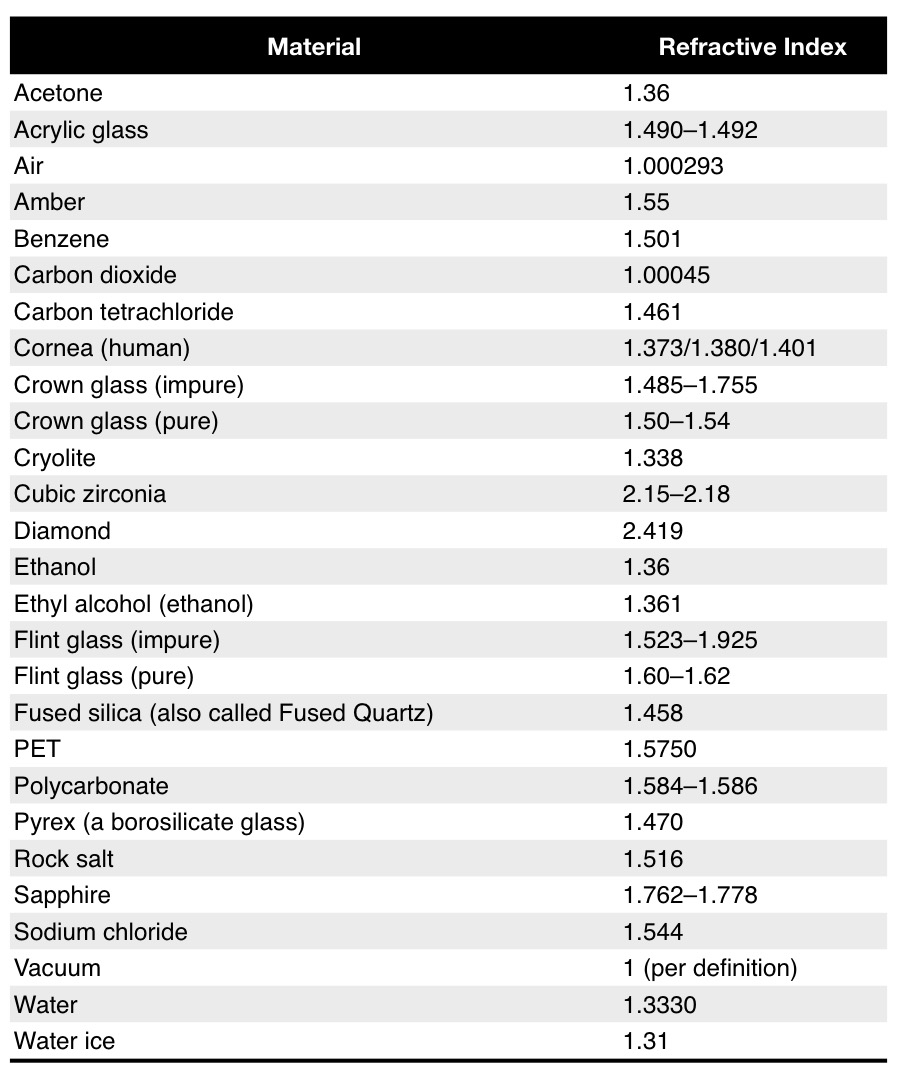 Material Refractive Index
Acetone 1.36
Acrylic glass 1.490–1.492
Air 1.000293
Amber 1.55
Benzene 1.501
Carbon dioxide 1.00045
Carbon tetrachloride 1.461
Cornea (human) 1.373/1.380/1.401
Crown glass (impure) 1.485–1.755
Crown glass (pure) 1.50–1.54
Cryolite 1.338
Cubic zirconia 2.15–2.18
Diamond 2.419
Ethanol 1.36
Ethyl alcohol (ethanol) 1.361
Flint glass (impure) 1.523–1.925
Flint glass (pure) 1.60–1.62
Fused silica (also called Fused Quartz) 1.458
PET 1.5750
Polycarbonate 1.584–1.586
Pyrex (a borosilicate glass) 1.470
Rock salt 1.516
Sapphire 1.762–1.778
Sodium chloride 1.544
Vacuum 1 (per definition)
Water 1.3330
Water ice 1.31